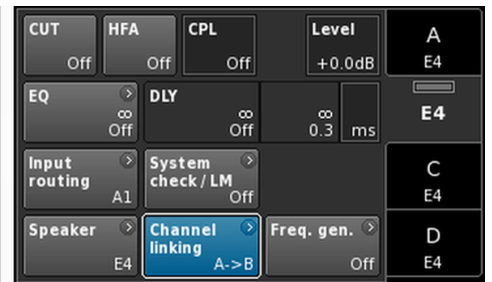 CUT HFA CPL Level A
Off Off Off +0.0dB E4
EQ DLY
∞ ∞ ∞ E4
Off Off 0.3 ms
Input routing System check / LM C
A1 Off E4
Speaker Channel linking Freq. gen. D
E4 A->B Off E4